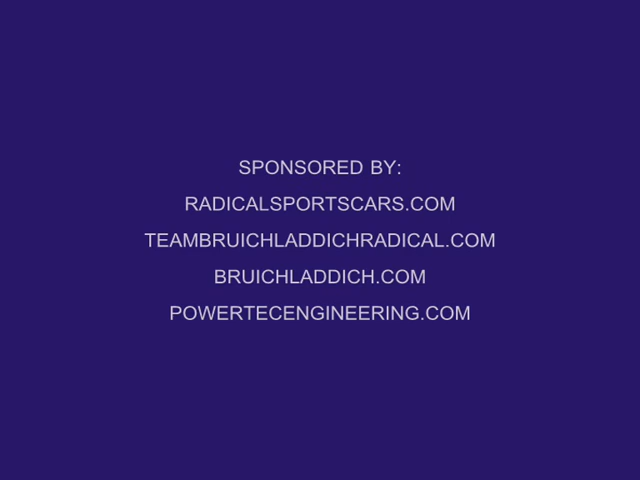 SPONSORED BY:
RADICALSPORTSCARS.COM
TEAMBRUICHLADDICHRADICAL.COM
BRUICHLADDICH.COM
POWERTECENGINEERING.COM